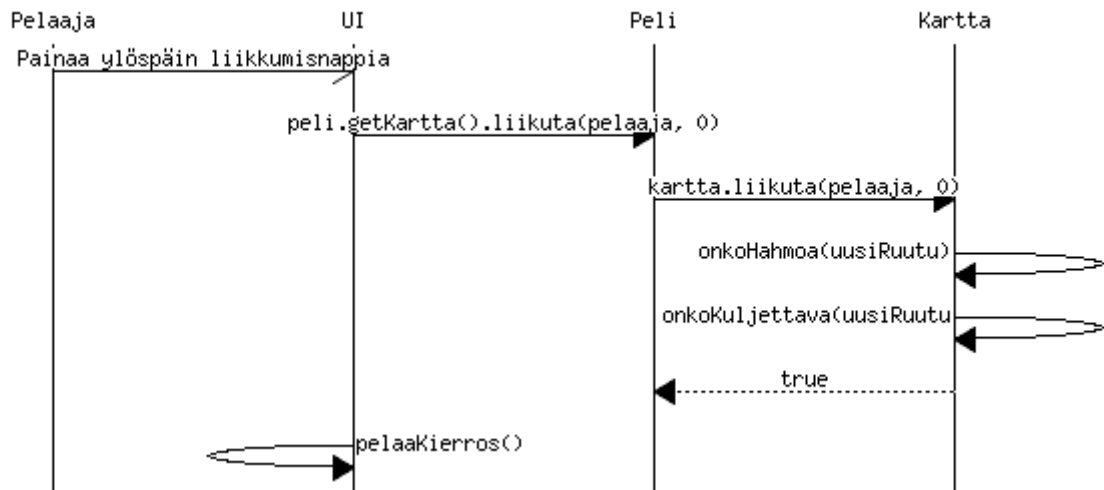 Pelaaja UI Peli Kartta
Painaa ylöspäin liikkumisnappia
peli.getKartta().liikuta(pelaaja, 0)
kartta.liikuta(pelaaja, 0)
onkoHahmoa(uusiRuutu)
onkoKuljettava(uusiRuutu
true
pelaaKierros()